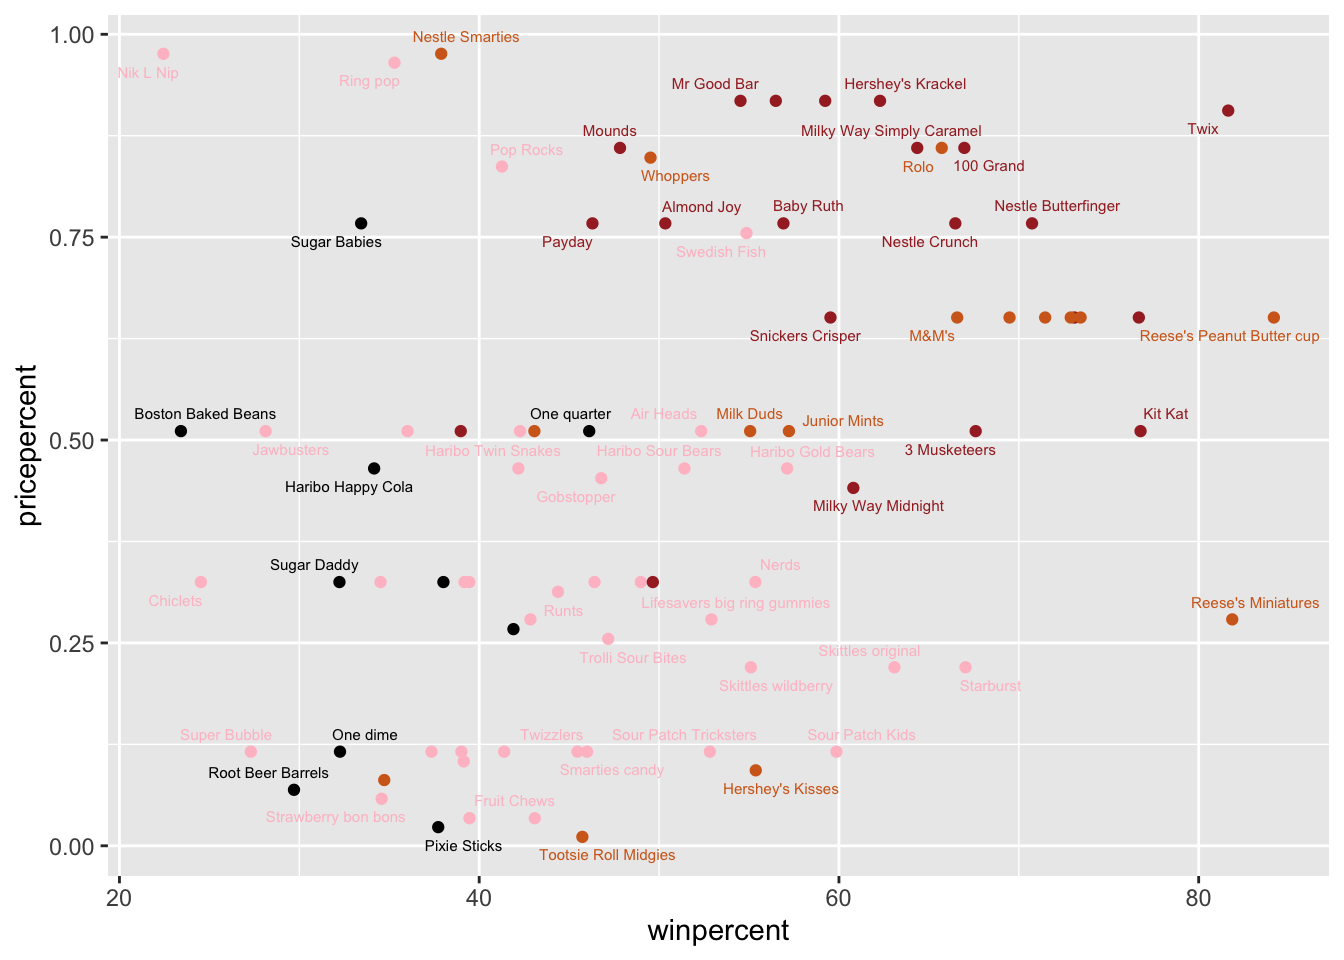 1.00
Nestle Smarties
Nik L Nip
Ring pop
Mr Good Bar
Hershey's Krackel
Twix
Mounds
Milky Way Simply Caramel
Pop Rocks
Whoppers
Rolo
100 Grand
0.75
Almond Joy
Baby Ruth
Nestle Butterfinger
Sugar Babies
Payday
Swedish Fish
Nestle Crunch
Snickers Crisper
M&M's
Reese's Peanut Butter cup
pricepercent
0.50
Boston Baked Beans
One quarter
Air Heads
Milk Duds
Junior Mints
Kit Kat
Jawbusters
Haribo Twin Snakes
Haribo Sour Bears
Haribo Gold Bears
3 Musketeers
Haribo Happy Cola
Gobstopper
Milky Way Midnight
Sugar Daddy
Nerds
Chiclets
Runts
Lifesavers big ring gummies
Reese's Miniatures
0.25
Trolli Sour Bites
Skittles original
Skittles wildberry
Starburst
Super Bubble
One dime
Twizzlers
Sour Patch Tricksters
Sour Patch Kids
Root Beer Barrels
Smarties candy
Hershey's Kisses
Strawberry bon bons
Fruit Chews
0.00
Pixie Sticks
Tootsie Roll Midgies
20
40
60
80
winpercent